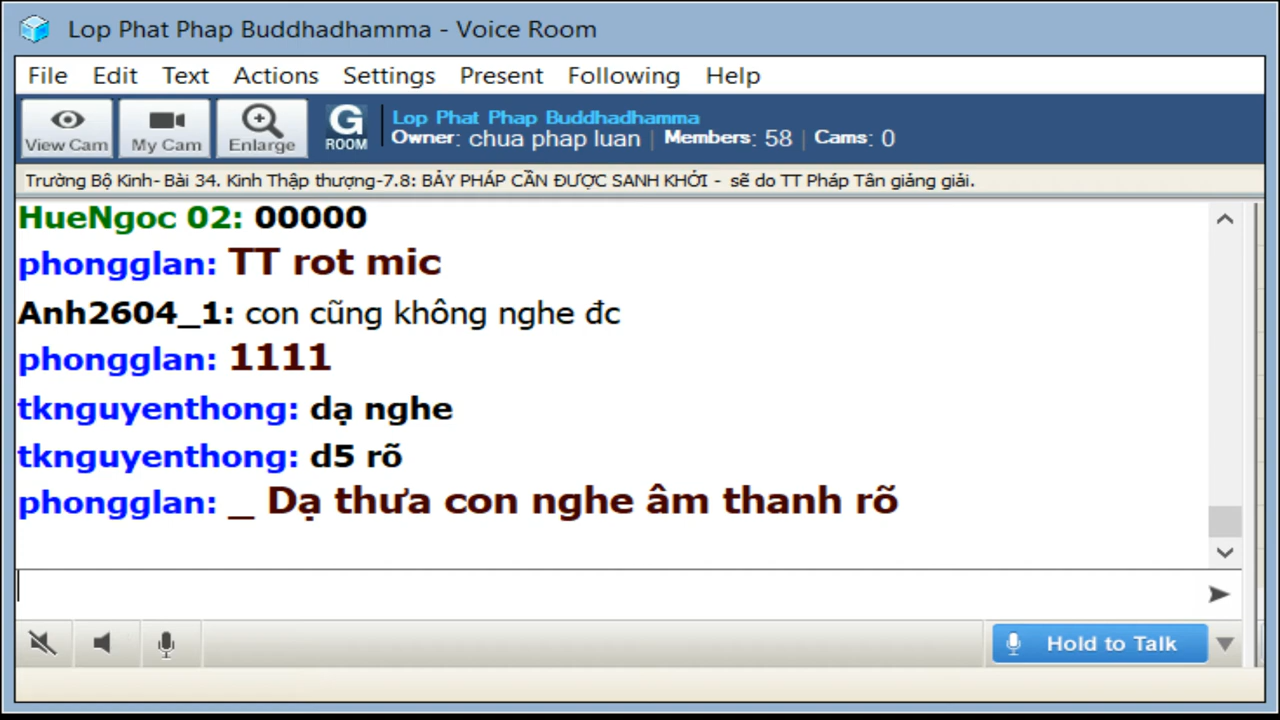 Lop Phat Phap Buddhadhamma - Voice Room
File Edit Text Actions Settings Present Following Help
View Cam My Cam Enlarge G ROOM
Lop Phat Phap Buddhadhamma
Owner: chua phap luan | Members: 58 | Cams: 0
Trường Bộ Kinh- Bài 34. Kinh Thập thượng-7.8: BẢY PHÁP CẦN ĐƯỢC SANH KHỞI - sẽ do TT Pháp Tân giảng giải.
HueNgoc 02: 00000
phongglan: TT rot mic
Anh2604_1: con cũng không nghe đc
phongglan: 1111
tknguyenthong: dạ nghe
tknguyenthong: d5 rõ
phongglan: _ Dạ thưa con nghe âm thanh rõ
Hold to Talk